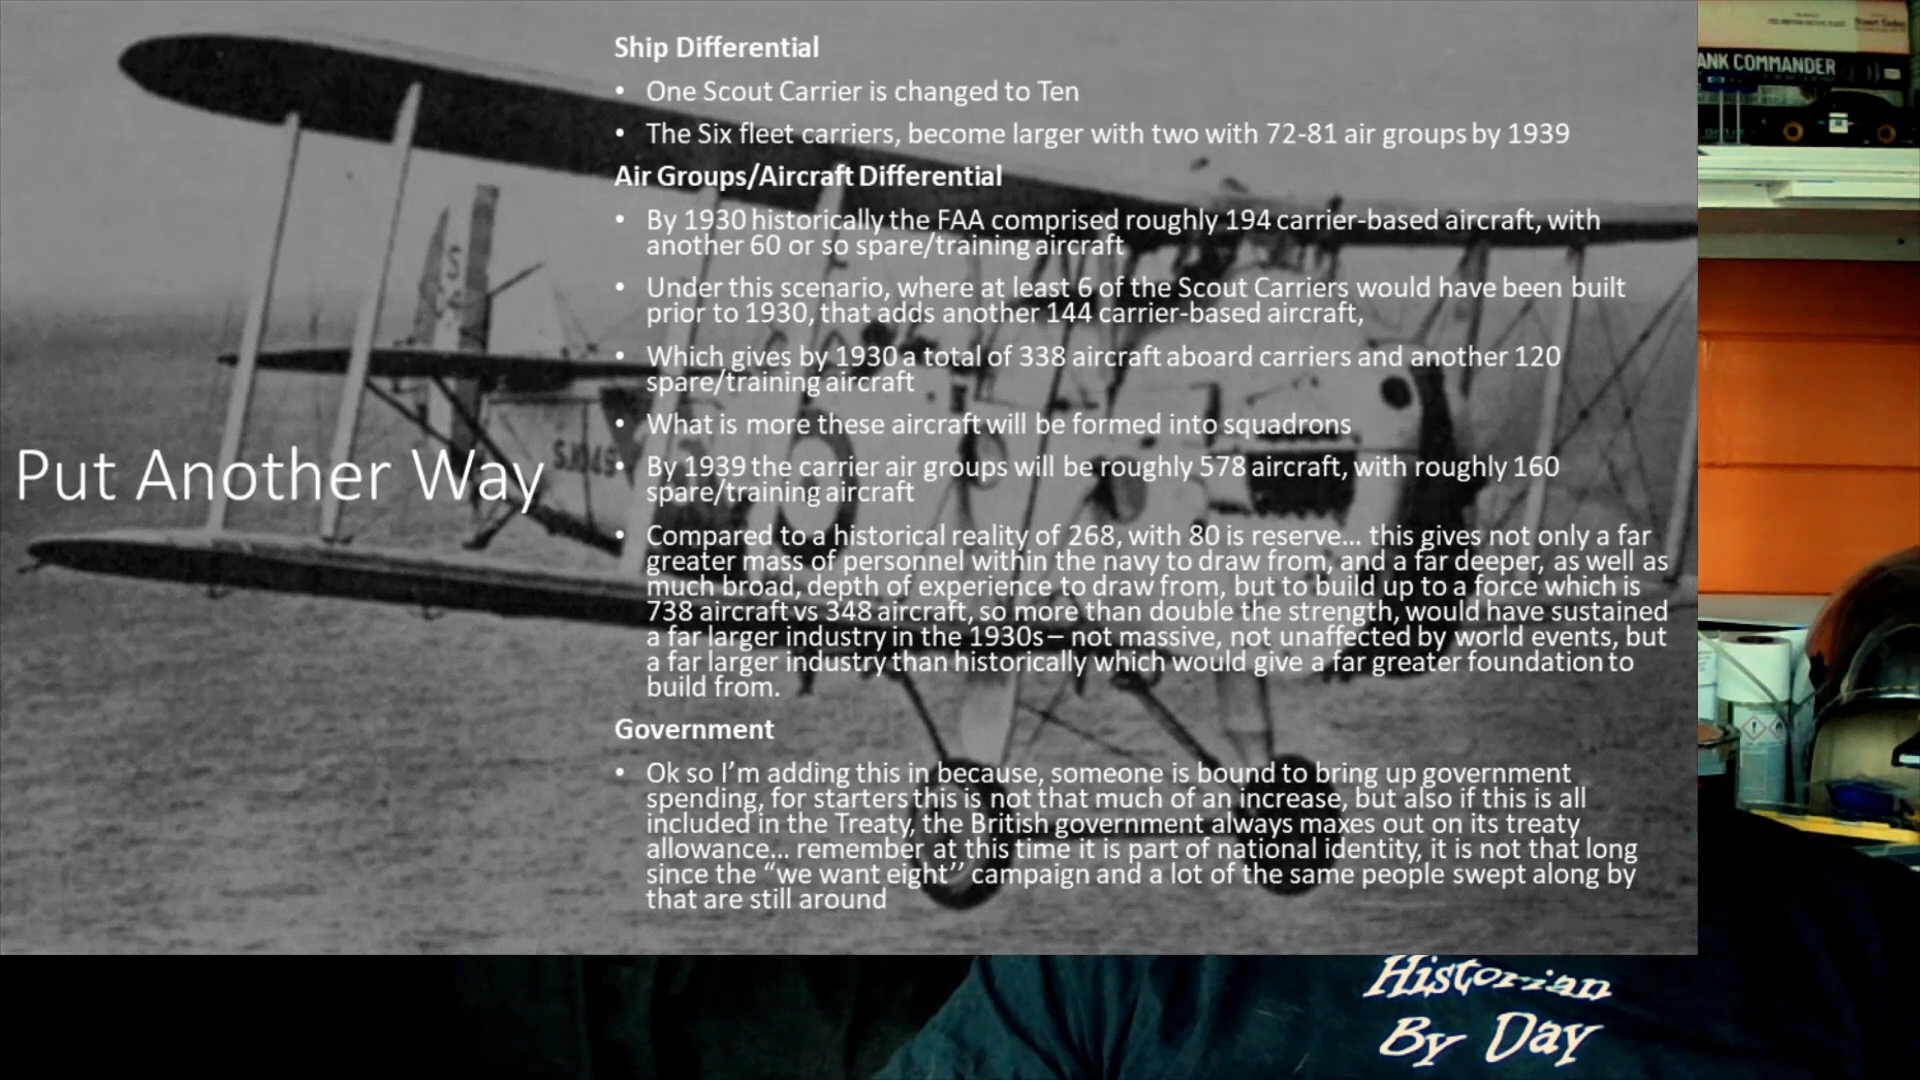 Ship Differential
• One Scout Carrier is changed to Ten
• The Six fleet carriers, become larger with two with 72-81 air groups by 1939
Air Groups/Aircraft Differential
• By 1930 historically the FAA comprised roughly 194 carrier-based aircraft, with
another 60 or so spare/training aircraft
• Under this scenario, where at least 6 of the Scout Carriers would have been built
prior to 1930, that adds another 144 carrier-based aircraft,
• Which gives by 1930 a total of 338 aircraft aboard carriers and another 120
spare/training aircraft
• What is more these aircraft will be formed into squadrons
• By 1939 the carrier air groups will be roughly 578 aircraft, with roughly 160
spare/training aircraft
• Compared to a historical reality of 268, with 80 is reserve... this gives not only a far
greater mass of personnel within the navy to draw from, and a far deeper, as well as
much broad, depth of experience to draw from, but to build up to a force which is
738 aircraft vs 348 aircraft, so more than double the strength, would have sustained
a far larger industry in the 1930s – not massive, not unaffected by world events, but
a far larger industry than historically which would give a far greater foundation to
build from.
Government
• Ok so I'm adding this in because, someone is bound to bring up government
spending, for starters this is not that much of an increase, but also if this is all
included in the Treaty, the British government always maxes out on its treaty
allowance... remember at this time it is part of national identity, it is not that long
since the “we want eight’’ campaign and a lot of the same people swept along by
that are still around
Put Another Way
ANK COMMANDER
Historian
By Day